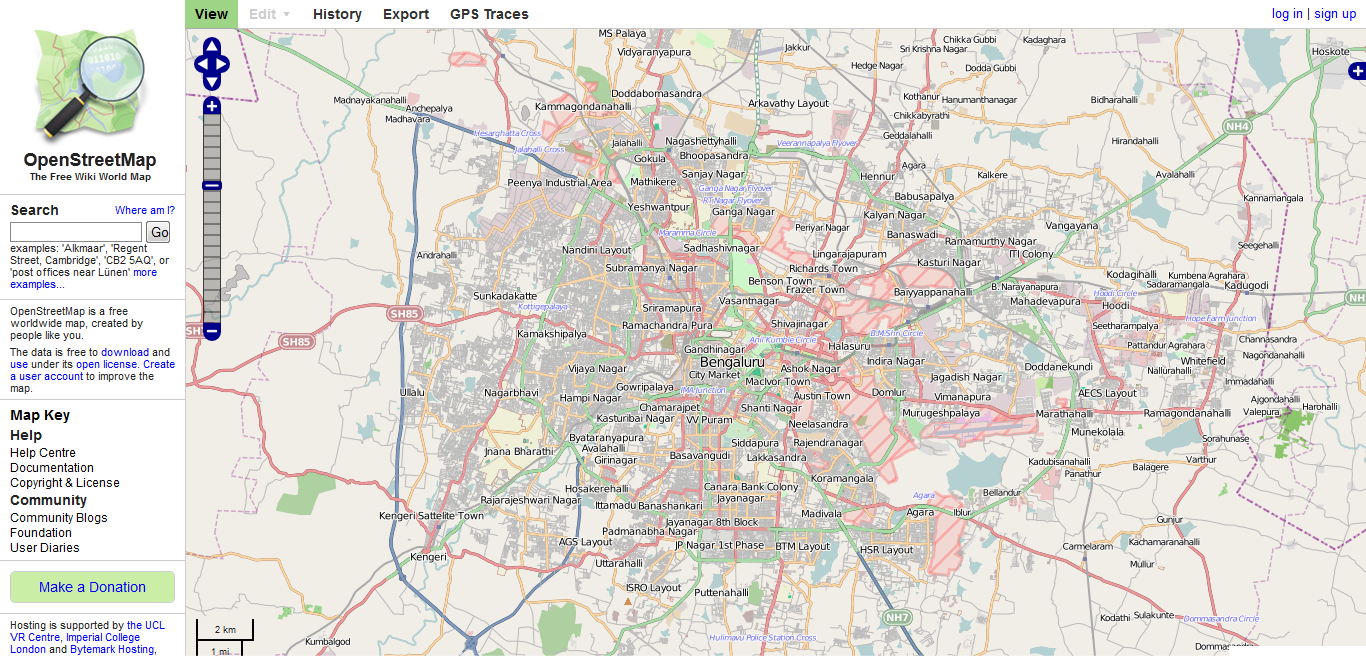 View
Edit
History
Export
GPS Traces
log in | sign up
OpenStreetMap
The Free Wiki World Map
Search
Where am I?
Go
examples: 'Alkmaar', 'Regent
Street, Cambridge', 'CB2 5AQ', or
'post offices near Lünen' more
examples...
OpenStreetMap is a free
worldwide map, created by
people like you.
The data is free to download and
use under its open license. Create
a user account to improve the
map.
Map Key
Help
Help Centre
Documentation
Copyright & License
Community
Community Blogs
Foundation
User Diaries
Make a Donation
Hosting is supported by the UCL
VR Centre, Imperial College
London and Bytemark Hosting,
MS Palaya
Vidyaranyapura
Jakkur
Chikka Gubbi
Kadaghara
Sri Krishna Nagar
Hoskote
Hedge Nagar
Dodda Gubbi
Doddabomasandra
Madnayakanahalli
Anchepalya
Kammagondanahalli
Arkavathy Layout
Kothanur
Hanumanthanagar
Bidharahalli
Madhavara
Chikkabyrathi
NH4
Hesarghatta Cross
Geddalahalli
Jalahalli
Nagashettyhalli
Veerannapalya Flyover
Hirandahalli
Jalahalli Cross
Gokula
Bhoopasandra
Agara
Sanjay Nagar
Hennur
Kalkere
Avalahalli
Peenya Industrial Area
Mathikere
Ganga Nagar Flyover
Babusapalya
Kannamangala
RT Nagar Flyover
Yeshwantpur
Ganga Nagar
Kalyan Nagar
Periyar Nagar
Vangayana
Maramma Circle
Banaswadi
Ramamurthy Nagar
Seegehalli
Nandini Layout
Sadhashivnagar
Lingarajapuram
ITI Colony
Andrahalli
Subramanya Nagar
Richards Town
Kasturi Nagar
Kodagihalli
Kumbena Agrahara
Benson Town
Frazer Town
B. Narayanapura
Sadaramangala
Kadugodi
Sunkadakatte
Baiyyappanahalli
Hoodi Circle
NH
Kottigepalaya
Sriramapura
Vasantnagar
Mahadevapura
Hoodi
SH85
Ramachandra Pura
Shivajinagar
Seetharampalya
Hope Farm Junction
SH
SH85
Kamakshipalya
B.M.Shri Circle
Anil Kumble Circle
Pattandur Agrahara
Channasandra
Gandhinagar
Halasuru
Nagondanahalli
Bengaluru
Indira Nagar
Whitefield
Vijaya Nagar
City Market
Ashok Nagar
Doddanekundi
Nallurahalli
Jagadish Nagar
Immadahalli
Gowripalaya
MacIvor Town
Ullalu
Nagarbhavi
Hampi Nagar
IMA Junction
Austin Town
Domlur
Vimanapura
AECS Layout
Ajgondahalli
Chamarajpet
Shanti Nagar
Harohalli
Kasturibai Nagar
VV Puram
Neelasandra
Murugeshpalaya
Marathahalli
Ramagondanahalli
Valepura
Byataranyapura
Siddapura
Rajendranagar
Munekolala
Sorahunase
Jnana Bharathi
Avalahalli
Girinagar
Basavangudi
Lakkasandra
Kadubisanahalli
Varthur
Balagere
Panathur
Koramangala
Hosakerehalli
Canara Bank Colony
Bellandur
Rajarajeshwari Nagar
Jayanagar
Agara
Ittamadu
Banashankari
Kengeri Sattelite Town
Madivala
Agara
Iblur
Gunjur
Jayanagar 8th Block
Padmanabha Nagar
AGS Layout
JP Nagar 1st Phase
BTM Layout
HSR Layout
Carmelaram
Kachamaranahalli
Kengeri
Uttarahalli
Mullur
ISRO Layout
Puttenahalli
NH7
Kodathi
Sulakunte
Dommasandra Circle
2 km
Hulimavu Police Station Cross
Kumbalgod
1 mi